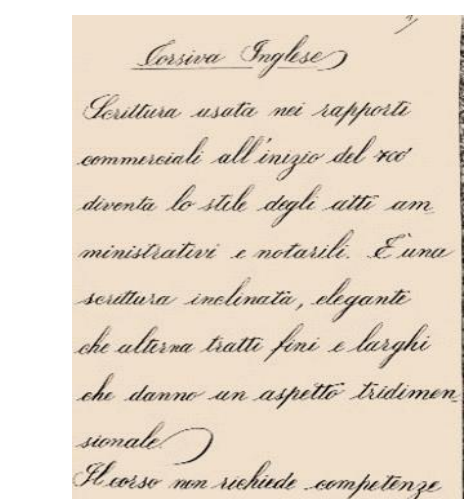 Corsiva Inglese
Scrittura usata nei rapporti
commerciali all'inizio del 700
diventa lo stile degli atti am
ministrativi e notarili. È una
scrittura inclinata, elegante
che alterna tratti fini e larghi
che danno un aspetto tridimen
sionale
Il corso non richiede competenze